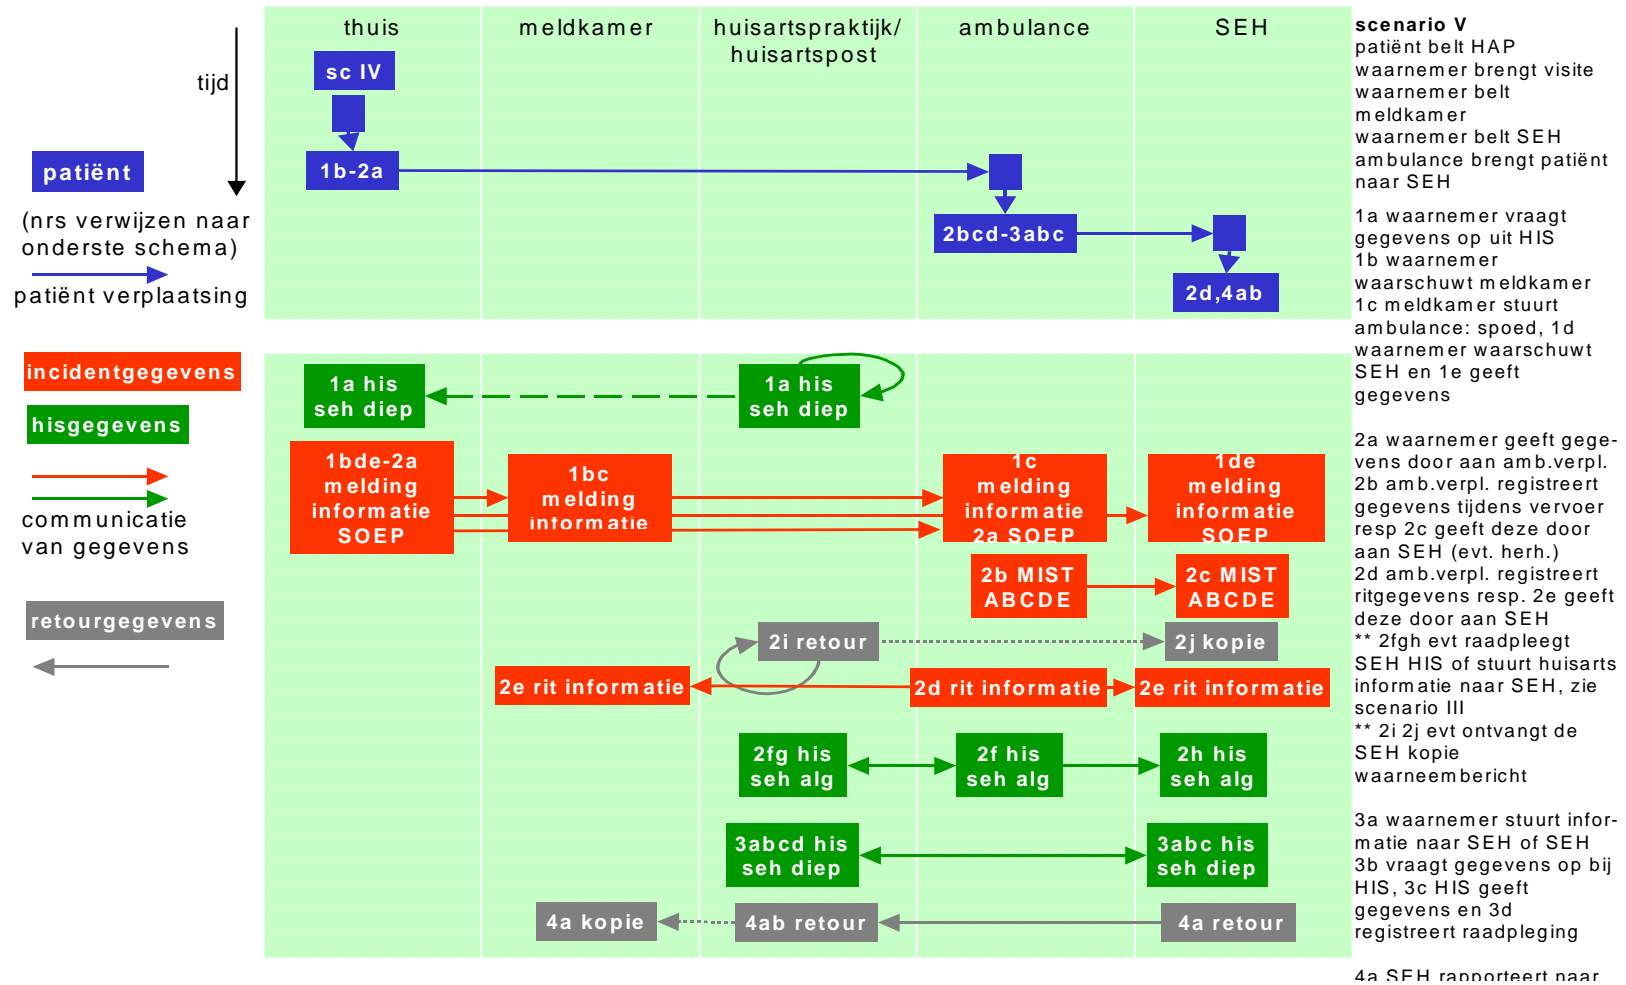 thuis
meldkamer
huisartspraktijk/
huisartspost
ambulance
SEH
tijd
sc IV
patiënt
1b-2a
(nrs verwijzen naar
onderste schema)
2bcd-3abc
patiënt verplaatsing
2d,4ab
incidentgegevens
1a his
seh diep
1a his
seh diep
hisgegevens
1bde-2a
melding
informatie
SOEP
1bc
melding
informatie
1c
melding
informatie
2a SOEP
1de
melding
informatie
SOEP
communicatie
van gegevens
2b MIST
ABCDE
2c MIST
ABCDE
retourgegevens
2i retour
2j kopie
2e rit informatie
2d rit informatie
2e rit informatie
2fg his
seh alg
2f his
seh alg
2h his
seh alg
3abcd his
seh diep
3abc his
seh diep
4a kopie
4ab retour
4a retour
scenario V
patiënt belt HAP
waarnemer brengt visite
waarnemer belt
meldkamer
waarnemer belt SEH
ambulance brengt patiënt
naar SEH
1a waarnemer vraagt
gegevens op uit HIS
1b waarnemer
waarschuwt meldkamer
1c meldkamer stuurt
ambulance: spoed, 1d
waarnemer waarschuwt
SEH en 1e geeft
gegevens
2a waarnemer geeft gege-
vens door aan amb.verpl.
2b amb.verpl. registreert
gegevens tijdens vervoer
resp 2c geeft deze door
aan SEH (evt. herh.)
2d amb.verpl. registreert
ritgegevens resp. 2e geeft
deze door aan SEH
** 2fgh evt raadpleegt
SEH HIS of stuurt huisarts
informatie naar SEH, zie
scenario III
** 2i 2j evt ontvangt de
SEH kopie
waarneembericht
3a waarnemer stuurt infor-
matie naar SEH of SEH
3b vraagt gegevens op bij
HIS, 3c HIS geeft
gegevens en 3d
registreert raadpleging
4a SEH rapporteert naar